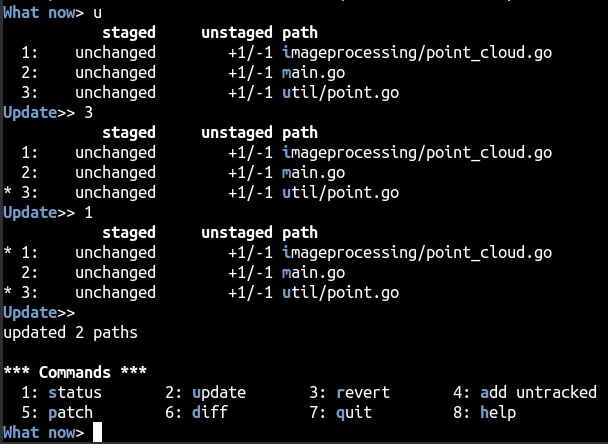 What now> u
           staged     unstaged path
  1:    unchanged        +1/-1 imageprocessing/point_cloud.go
  2:    unchanged        +1/-1 main.go
  3:    unchanged        +1/-1 util/point.go
Update>> 3
           staged     unstaged path
  1:    unchanged        +1/-1 imageprocessing/point_cloud.go
  2:    unchanged        +1/-1 main.go
* 3:    unchanged        +1/-1 util/point.go
Update>> 1
           staged     unstaged path
* 1:    unchanged        +1/-1 imageprocessing/point_cloud.go
  2:    unchanged        +1/-1 main.go
* 3:    unchanged        +1/-1 util/point.go
Update>>
updated 2 paths

*** Commands ***
  1: status       2: update       3: revert       4: add untracked
  5: patch        6: diff         7: quit         8: help
What now>